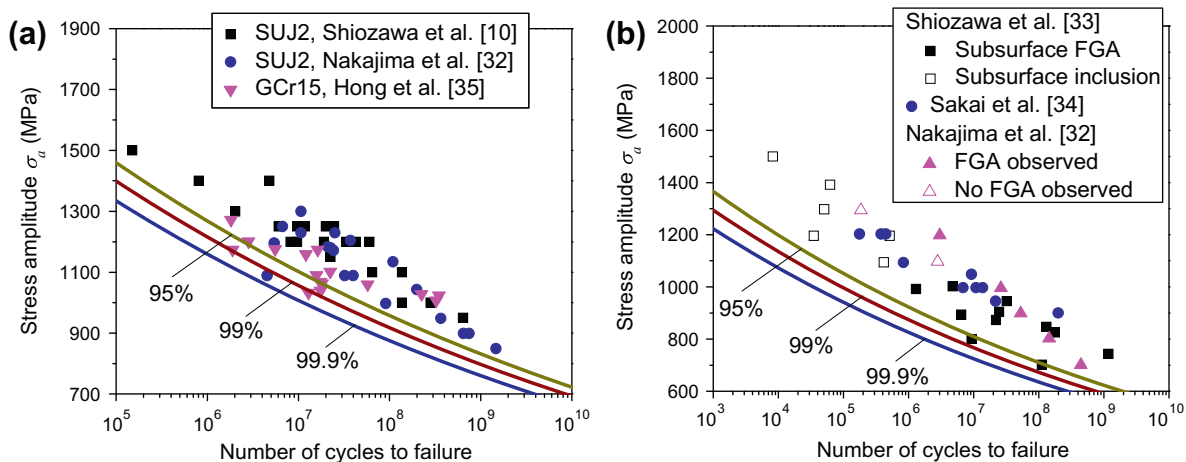 (a)
1900
1700
1500
1300
1100
900
700
Stress amplitude σa (MPa)
SUJ2, Shiozawa et al. [10]
SUJ2, Nakajima et al. [32]
GCr15, Hong et al. [35]
95%
99%
99.9%
10^5
10^6
10^7
10^8
10^9
10^10
Number of cycles to failure
(b)
2000
1800
1600
1400
1200
1000
800
600
Stress amplitude σa (MPa)
Shiozawa et al. [33]
Subsurface FGA
Subsurface inclusion
Sakai et al. [34]
Nakajima et al. [32]
FGA observed
No FGA observed
95%
99%
99.9%
10^3
10^4
10^5
10^6
10^7
10^8
10^9
10^10
Number of cycles to failure